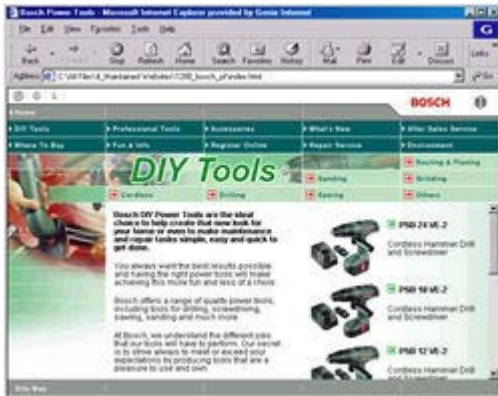 Bosch Power Tools - Microsoft Internet Explorer provided by Genie Internet
File Edit View Favorites Tools Help
Back Stop Refresh Home Search Favorites History Mail Print Edit Discuss Links
Address C:\
Go
BOSCH
Home
DIY Tools Professional Tools Accessories What's New After Sales Service
Where To Buy Fun & Info Register Online Repair Service Environment
DIY Tools
Routing & Planing
Sanding Grinding
Cordless Drilling Sawing Others
Bosch DIY Power Tools are the ideal
choice to help create that new look for
your home or even to make maintenance
and repair tasks simple, easy and quick to
get done.
You always want the best results possible
and having the right power tools will make
achieving this more fun and less of a chore.
Bosch offers a range of quality power tools,
including tools for drilling, screwdriving,
sawing, sanding and much more.
At Bosch, we understand the different jobs
that our tools will have to perform. Our secret
is to strive always to meet or exceed your
expectations by producing tools that are a
pleasure to use and own.
PSB 24 VE-2
Cordless Hammer Drill
and Screwdriver
PSB 18 VE-2
Cordless Hammer Drill
and Screwdriver
PSB 12 VE-2
Cordless Hammer Drill
and Screwdriver
Site Map